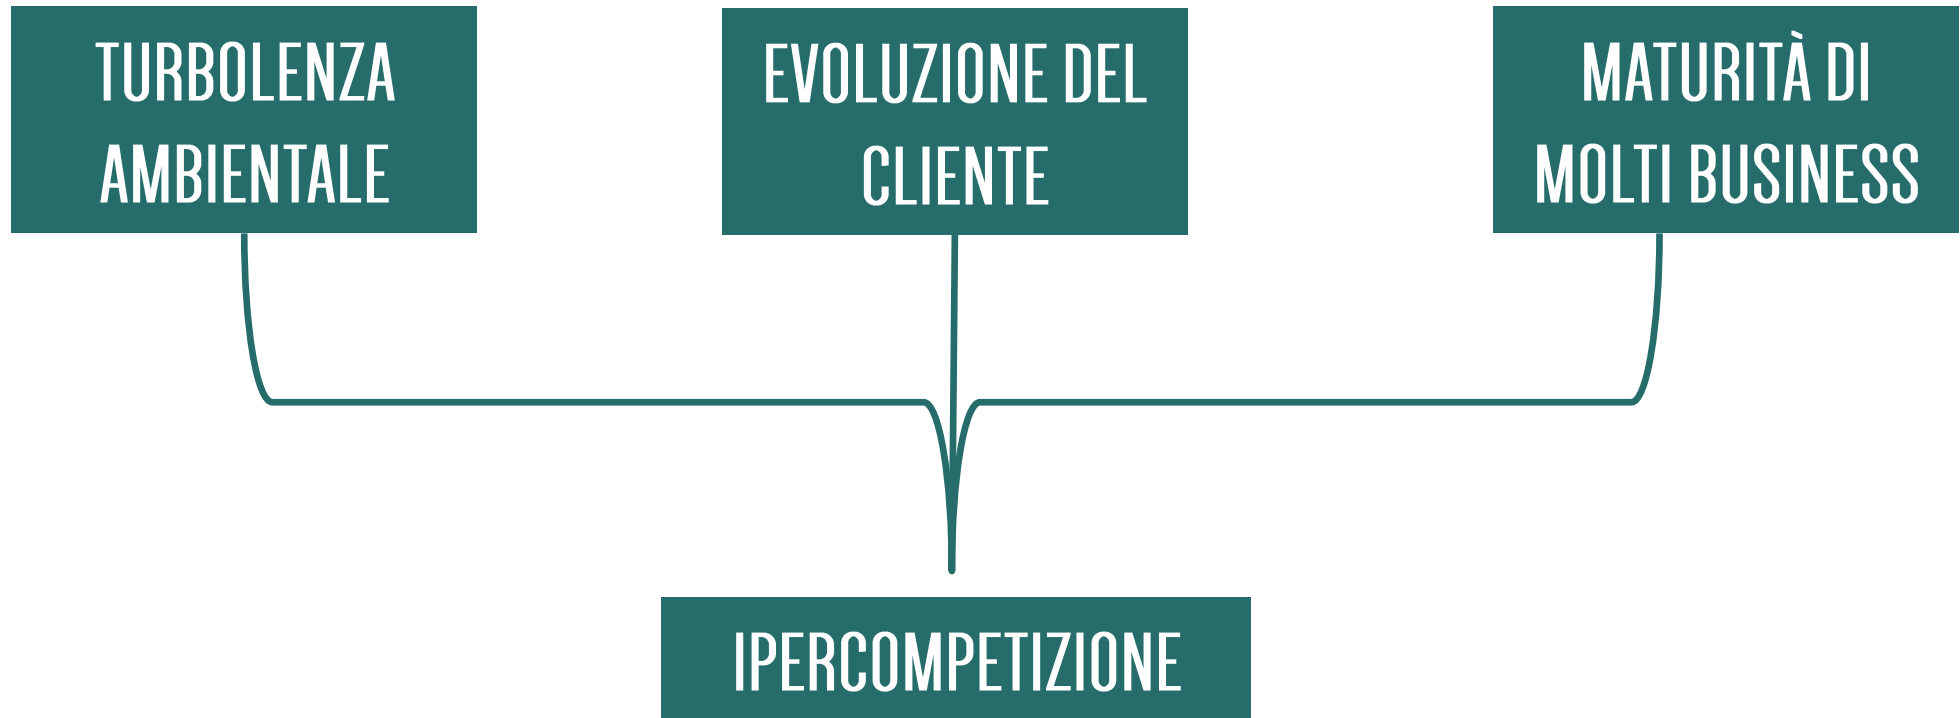 TURBOLENZA
AMBIENTALE
EVOLUZIONE DEL
CLIENTE
MATURITÀ DI
MOLTI BUSINESS
IPERCOMPETIZIONE